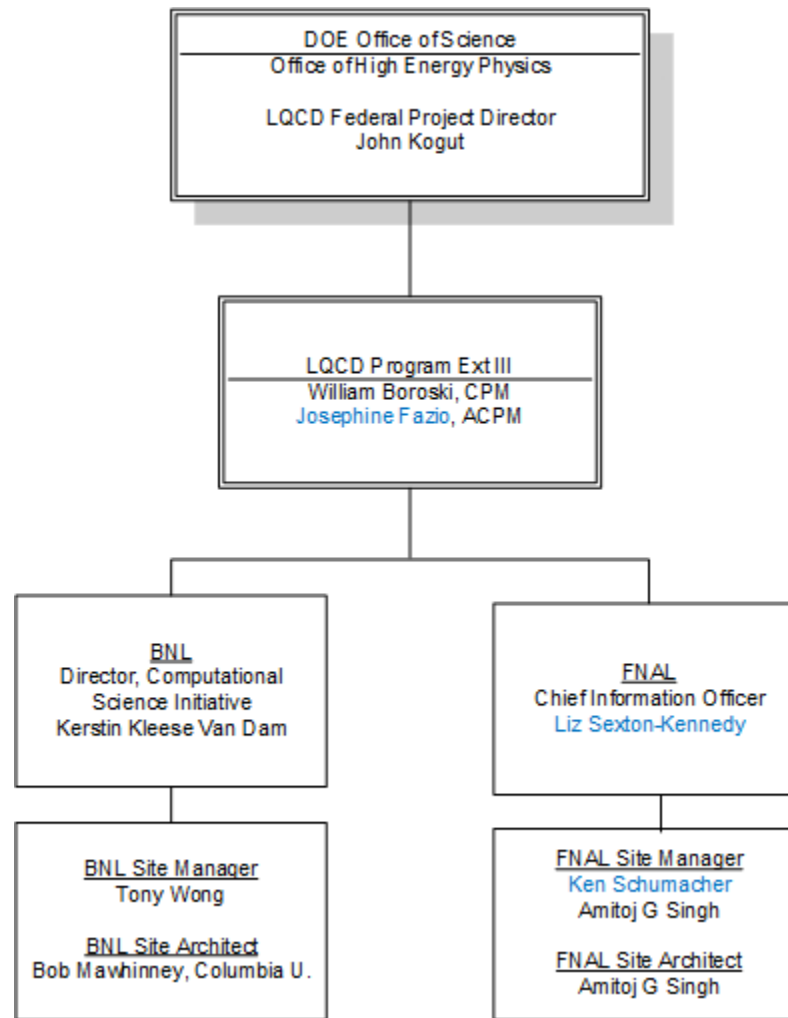 DOE Office of Science
Office of High Energy Physics
LQCD Federal Project Director
John Kogut
LQCD Program Ext III
William Boroski, CPM
Josephine Fazio, ACPM
BNL
Director, Computational
Science Initiative
Kerstin Kleese Van Dam
FNAL
Chief Information Officer
Liz Sexton-Kennedy
BNL Site Manager
Tony Wong
BNL Site Architect
Bob Mawhinney, Columbia U.
FNAL Site Manager
Ken Schumacher
Amitoj G Singh
FNAL Site Architect
Amitoj G Singh